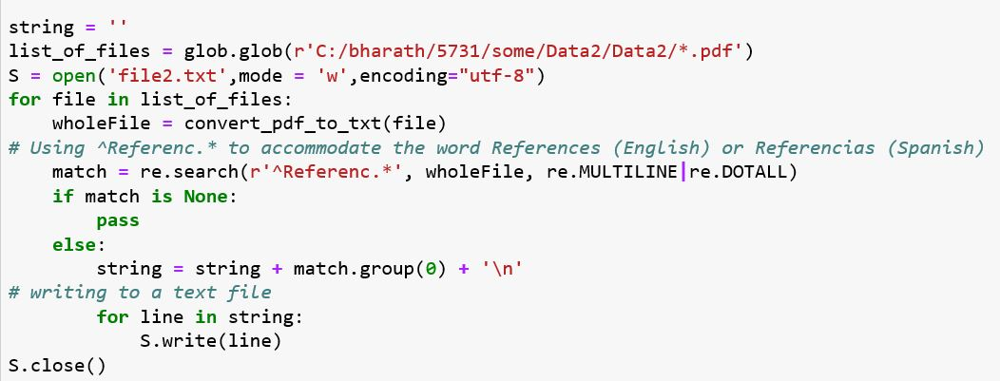 string = ''
list_of_files = glob.glob(r'C:/bharath/5731/some/Data2/Data2/*.pdf')
S = open('file2.txt',mode = 'w',encoding="utf-8")
for file in list_of_files:
    wholeFile = convert_pdf_to_txt(file)
# Using ^Referenc.* to accommodate the word References (English) or Referencias (Spanish)
    match = re.search(r'^Referenc.*', wholeFile, re.MULTILINE|re.DOTALL)
    if match is None:
        pass
    else:
        string = string + match.group(0) + '\n'
# writing to a text file
        for line in string:
            S.write(line)
S.close()